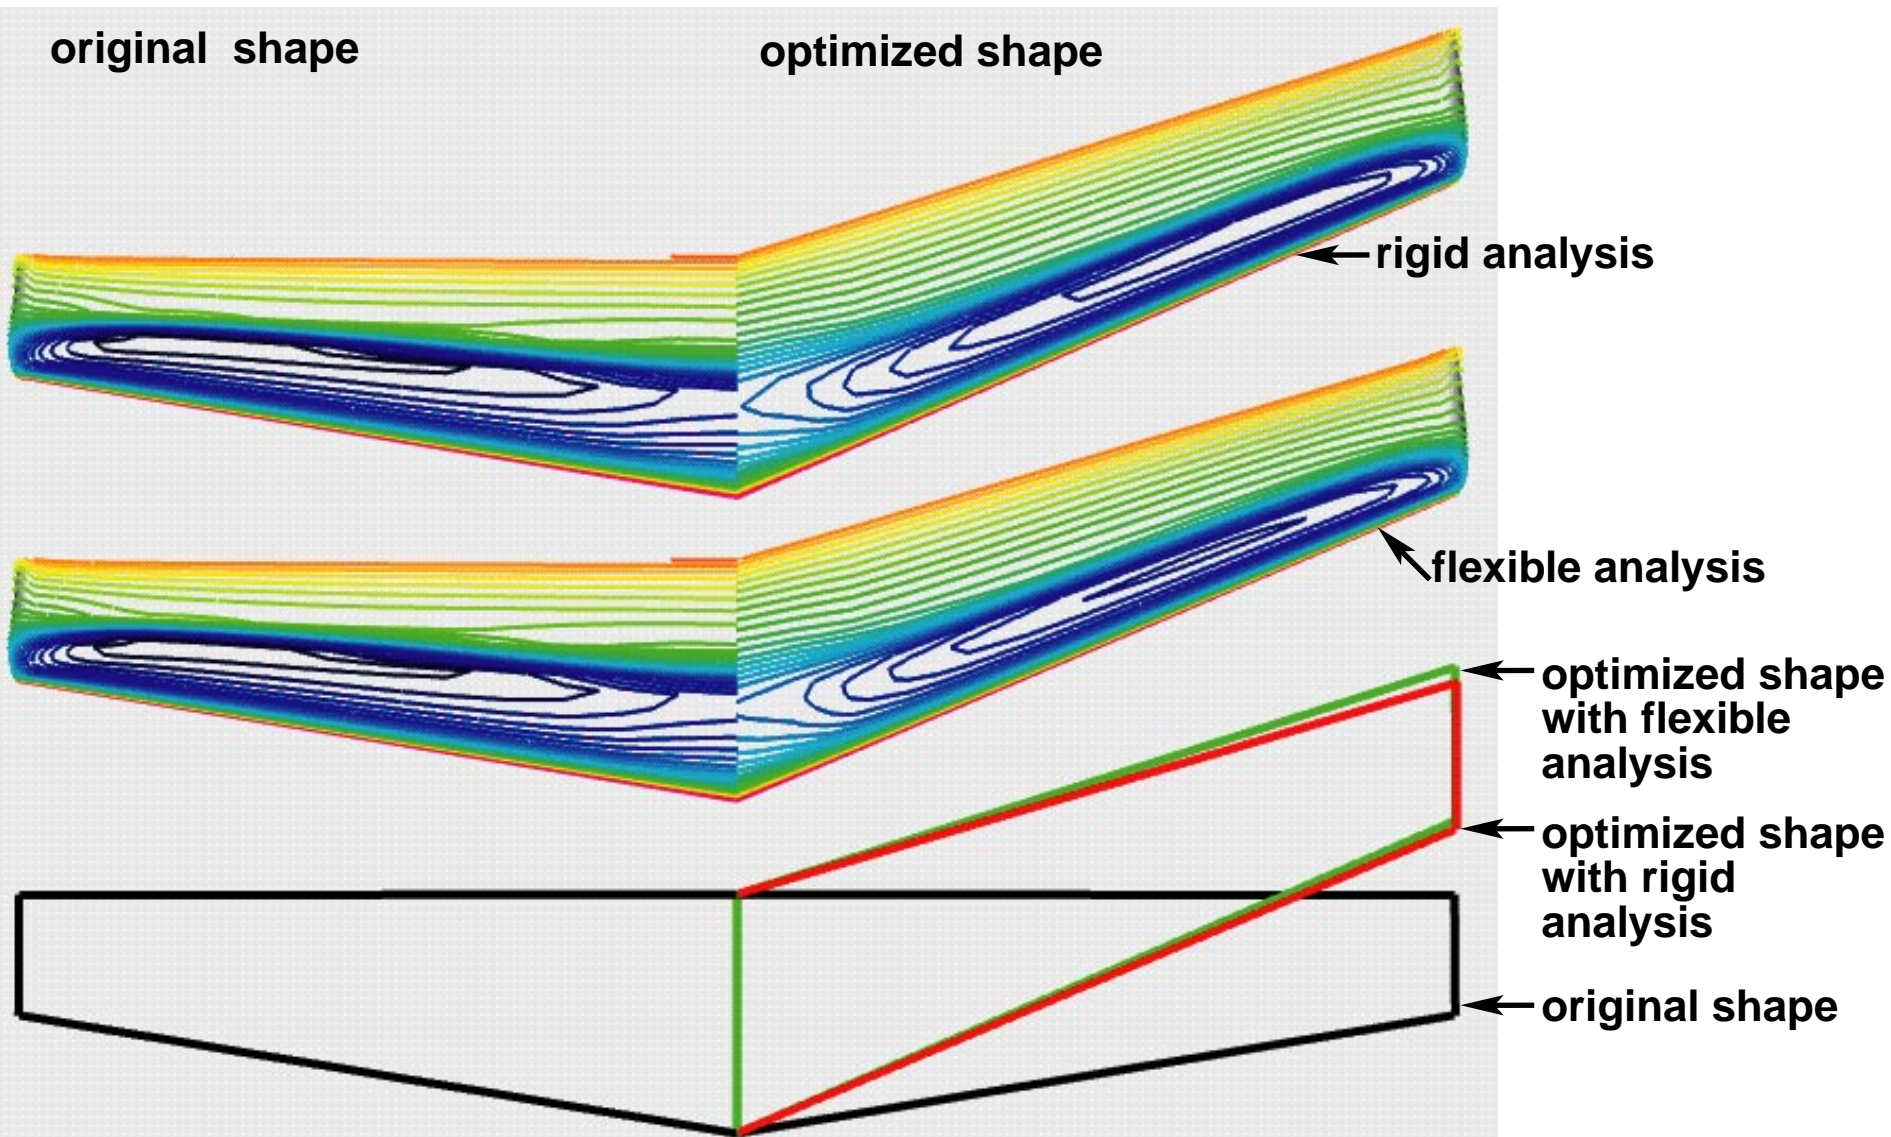 original shape
optimized shape
rigid analysis
flexible analysis
optimized shape
with flexible
analysis
optimized shape
with rigid
analysis
original shape